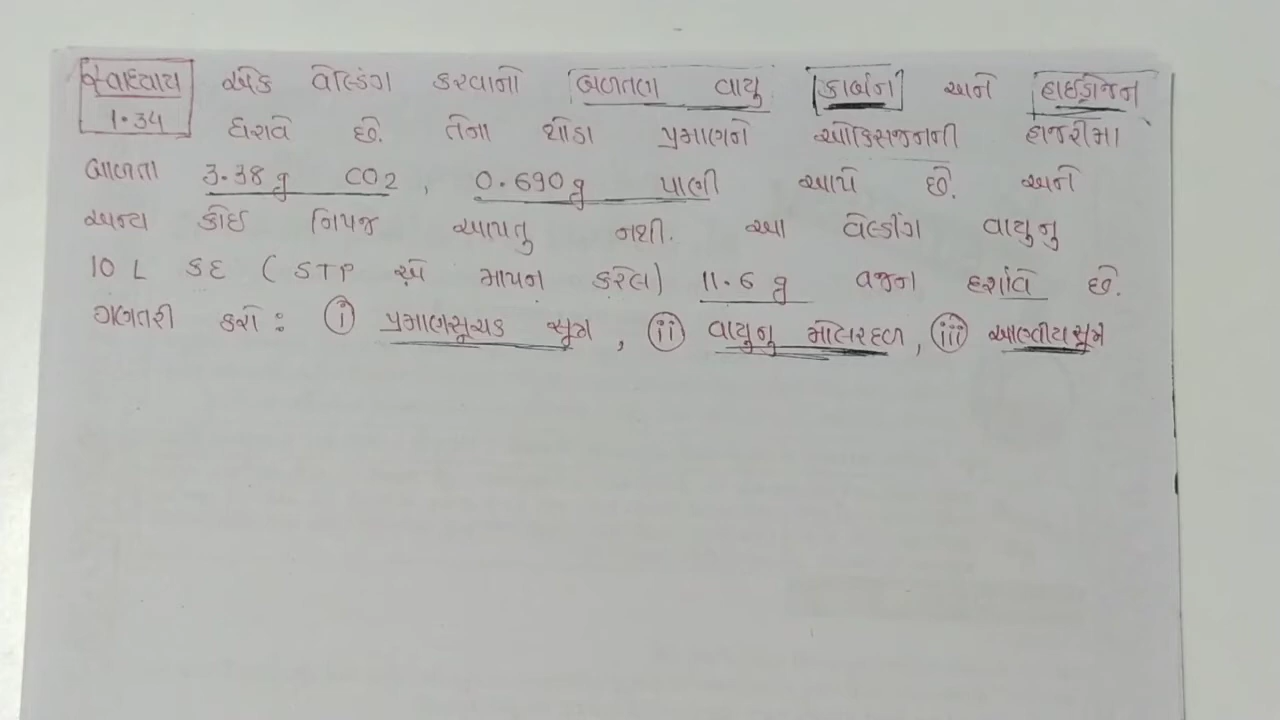 સ્વાધ્યાય એક વેલ્ડિંગ કરવાનો બળતણ વાયુ કાર્બન અને હાઇડ્રોજન
1.34 ધરાવે છે. તેના થોડા પ્રમાણને ઓક્સિજનની હાજરીમા
બાળતા 3.38 g CO2 , 0.690 g પાણી આપે છે. અને
અન્ય કોઈ નિપજ આપતુ નથી. આ વેલ્ડીંગ વાયુનુ
10 L કદ ( STP એ માપન કરેલ) 11.6 g વજન દર્શાવે છે.
ગણતરી કરો : (i) પ્રમાણસૂચક સૂત્ર , (ii) વાયુનુ મોલરદળ , (iii) આણ્વીયસૂત્ર